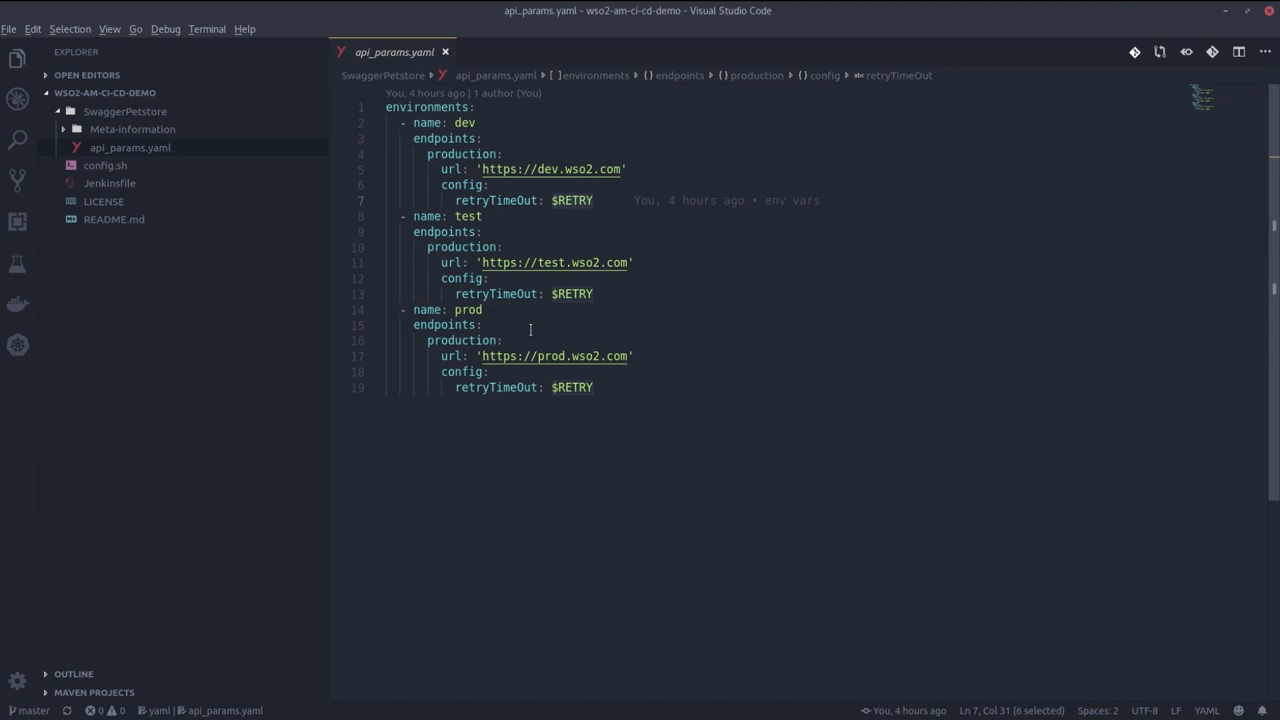 api_params.yaml - wso2-am-ci-cd-demo - Visual Studio Code
File Edit Selection View Go Debug Terminal Help
EXPLORER
OPEN EDITORS
WSO2-AM-CI-CD-DEMO
SwaggerPetstore
Meta-information
api_params.yaml
config.sh
Jenkinsfile
LICENSE
README.md
OUTLINE
MAVEN PROJECTS
api_params.yaml
SwaggerPetstore api_params.yaml [ ] environments { } endpoints { } production { } config abc retryTimeOut
You, 4 hours ago | 1 author (You)
1 environments:
2 - name: dev
3 endpoints:
4 production:
5 url: 'https://dev.wso2.com'
6 config:
7 retryTimeOut: $RETRY You, 4 hours ago • env vars
8 - name: test
9 endpoints:
10 production:
11 url: 'https://test.wso2.com'
12 config:
13 retryTimeOut: $RETRY
14 - name: prod
15 endpoints:
16 production:
17 url: 'https://prod.wso2.com'
18 config:
19 retryTimeOut: $RETRY
master 0 0 yaml | api_params.yaml You, 4 hours ago Ln 7, Col 31 (6 selected) Spaces: 2 UTF-8 LF YAML